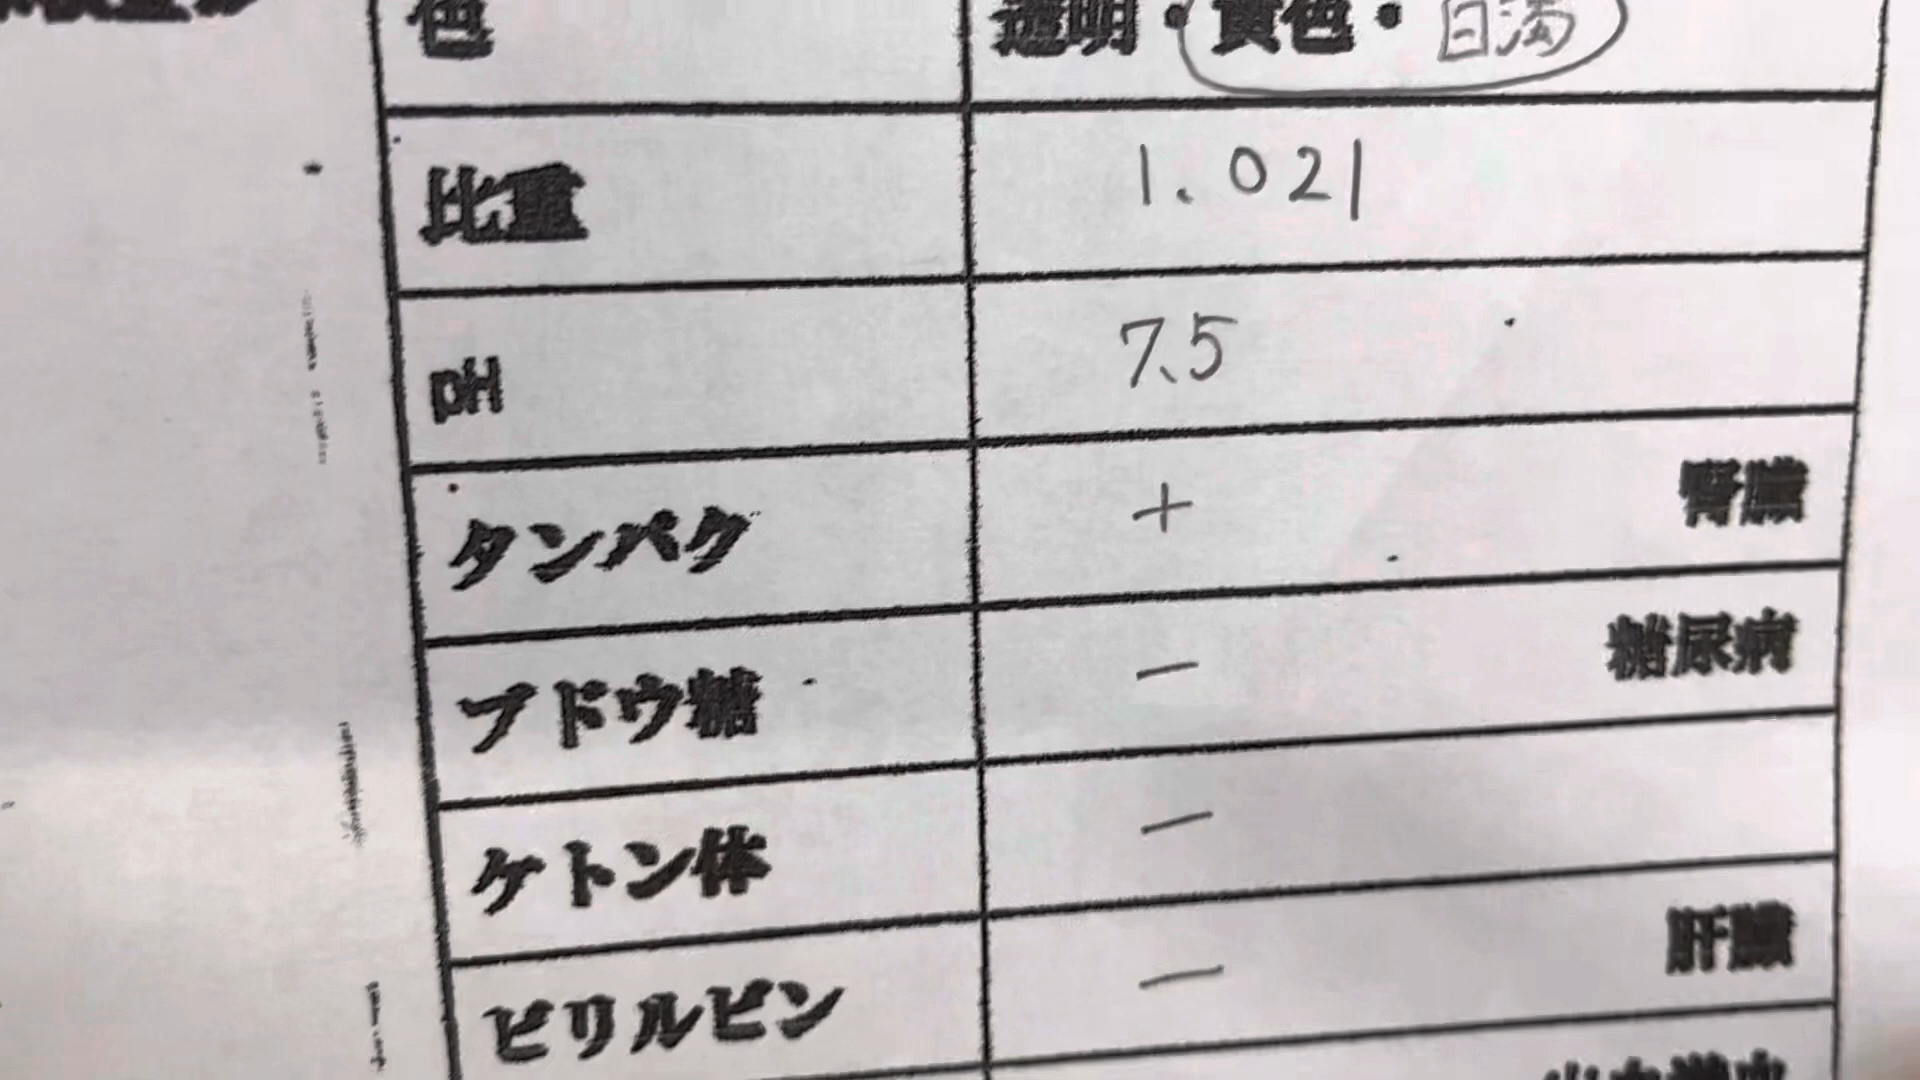 色 透明・黄色・白濁
比重 1.021
pH 7.5
タンパク + 腎臓
ブドウ糖 - 糖尿病
ケトン体 -
ビリルビン - 肝臓